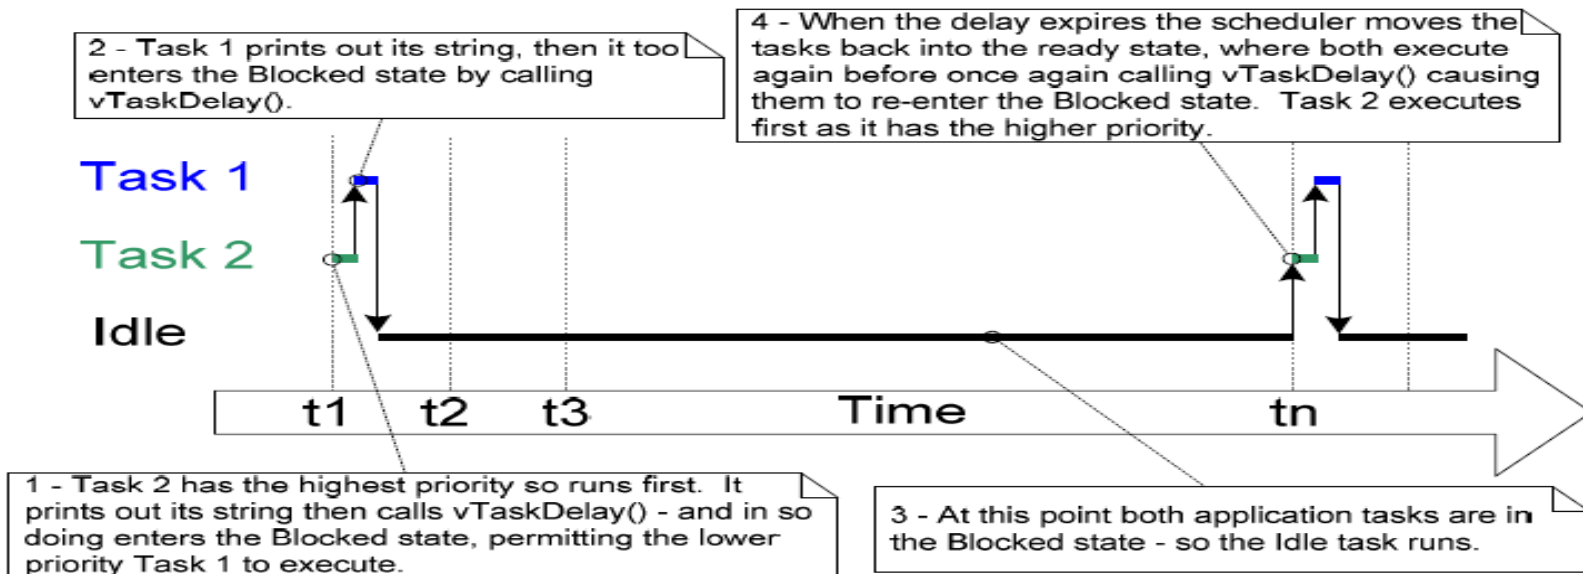 2 - Task 1 prints out its string, then it too
enters the Blocked state by calling
vTaskDelay().
4 - When the delay expires the scheduler moves the
tasks back into the ready state, where both execute
again before once again calling vTaskDelay() causing
them to re-enter the Blocked state.  Task 2 executes
first as it has the higher priority.
Task 1
Task 2
Idle
t1 t2 t3 Time tn
1 - Task 2 has the highest priority so runs first.  It
prints out its string then calls vTaskDelay() - and in so
doing enters the Blocked state, permitting the lower
priority Task 1 to execute.
3 - At this point both application tasks are in
the Blocked state - so the Idle task runs.